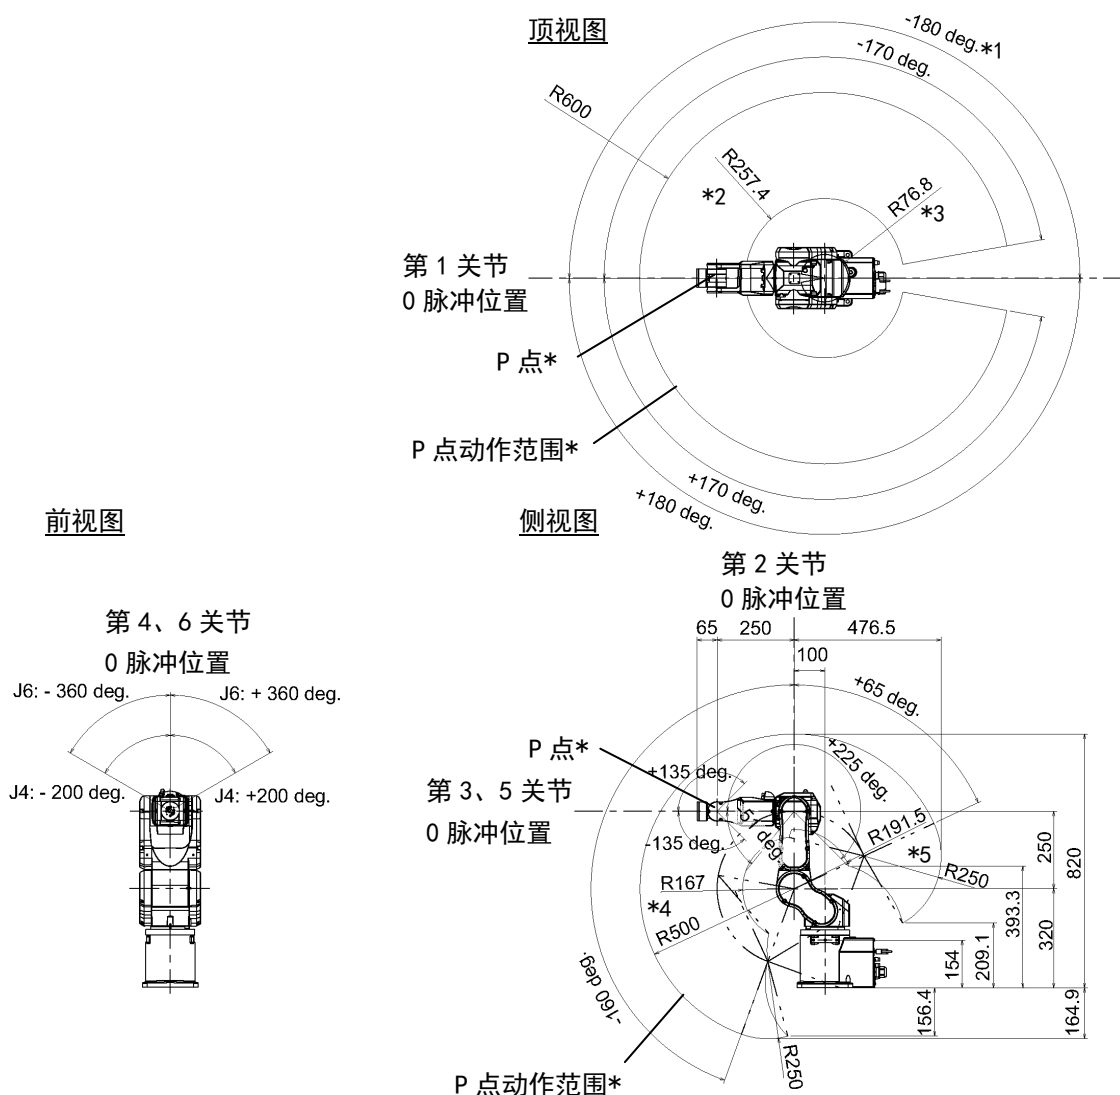 顶视图
-180 deg.*1
-170 deg.
R600
R257.4
*2
R76.8
*3
第 1 关节
0 脉冲位置
P 点*
P 点动作范围*
+170 deg.
+180 deg.
前视图
第 4、6 关节
0 脉冲位置
J6: - 360 deg.
J6: + 360 deg.
J4: - 200 deg.
J4: +200 deg.
侧视图
第 2 关节
0 脉冲位置
65
250
476.5
100
+65 deg.
P 点*
+225 deg.
+135 deg.
第 3、5 关节
0 脉冲位置
-51 deg.
-135 deg.
R191.5
*5
R250
R167
*4
R500
250
820
393.3
320
209.1
154
-160 deg.
156.4
164.9
R250
P 点动作范围*